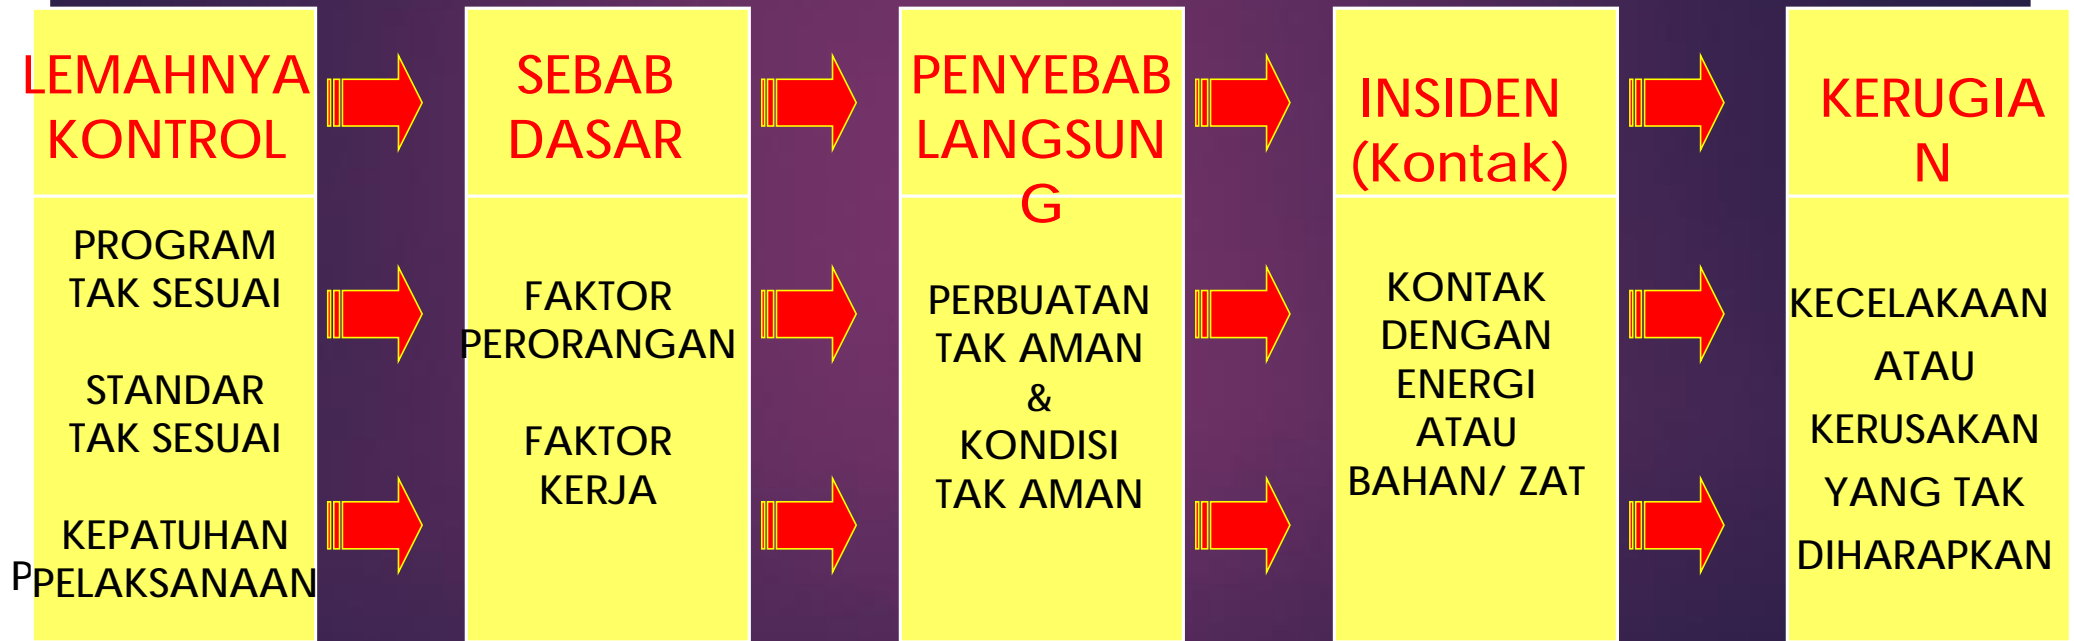 LEMAHNYA
KONTROL
PROGRAM
TAK SESUAI
STANDAR
TAK SESUAI
KEPATUHAN
PPELAKSANAAN
SEBAB
DASAR
FAKTOR
PERORANGAN
FAKTOR
KERJA
PENYEBAB
LANGSUN
G
PERBUATAN
TAK AMAN
&
KONDISI
TAK AMAN
INSIDEN
(Kontak)
KONTAK
DENGAN
ENERGI
ATAU
BAHAN/ ZAT
KERUGIA
N
KECELAKAAN
ATAU
KERUSAKAN
YANG TAK
DIHARAPKAN